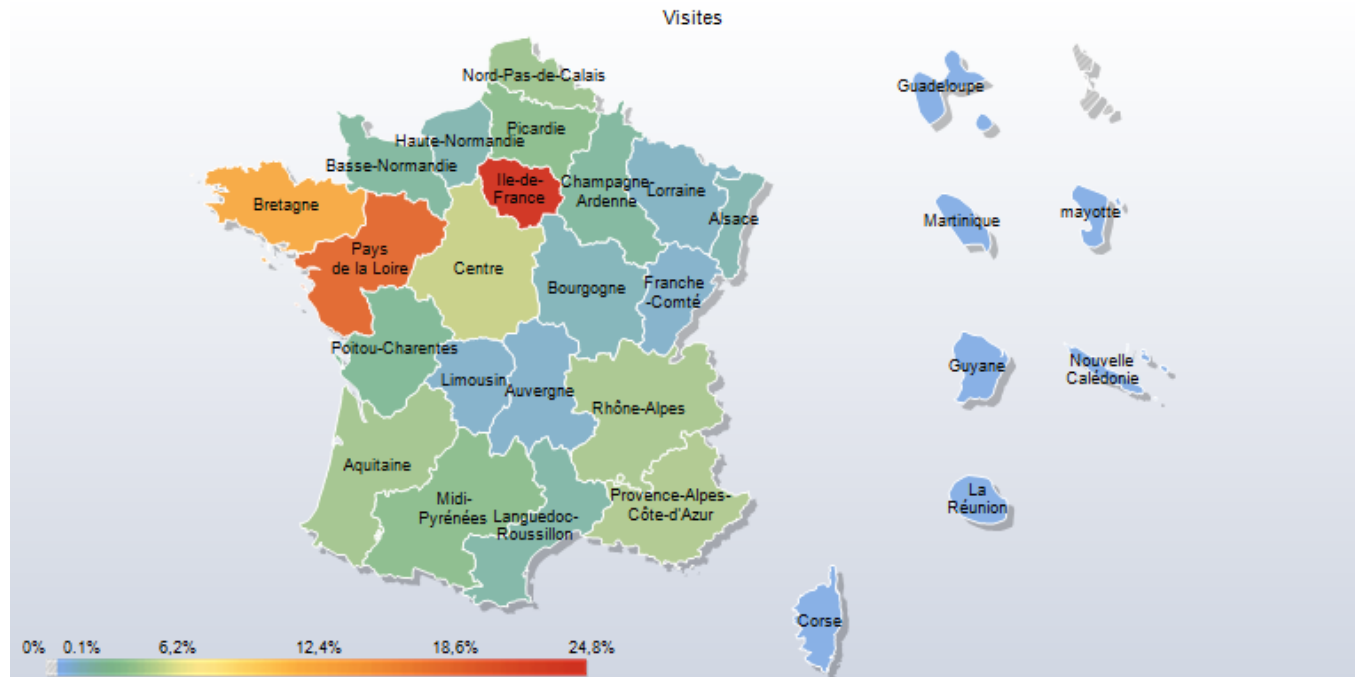 Visites
Nord-Pas-de-Calais
Guadeloupe
Picardie
Haute-Normandie
Basse-Normandie
Ile-de-
France
Champagne
Ardenne
Lorraine
Bretagne
Alsace
Martinique
mayotte
Pays
de la Loire
Centre
Bourgogne
Franche
-Comté
Poitou-Charentes
Limousin
Auvergne
Guyane
Nouvelle
Calédonie
Rhône-Alpes
Aquitaine
Midi-
Pyrénées
Languedoc-
Roussillon
Provence-Alpes-
Côte-d'Azur
La
Réunion
Corse
0% 0.1% 6,2% 12,4% 18,6% 24,8%